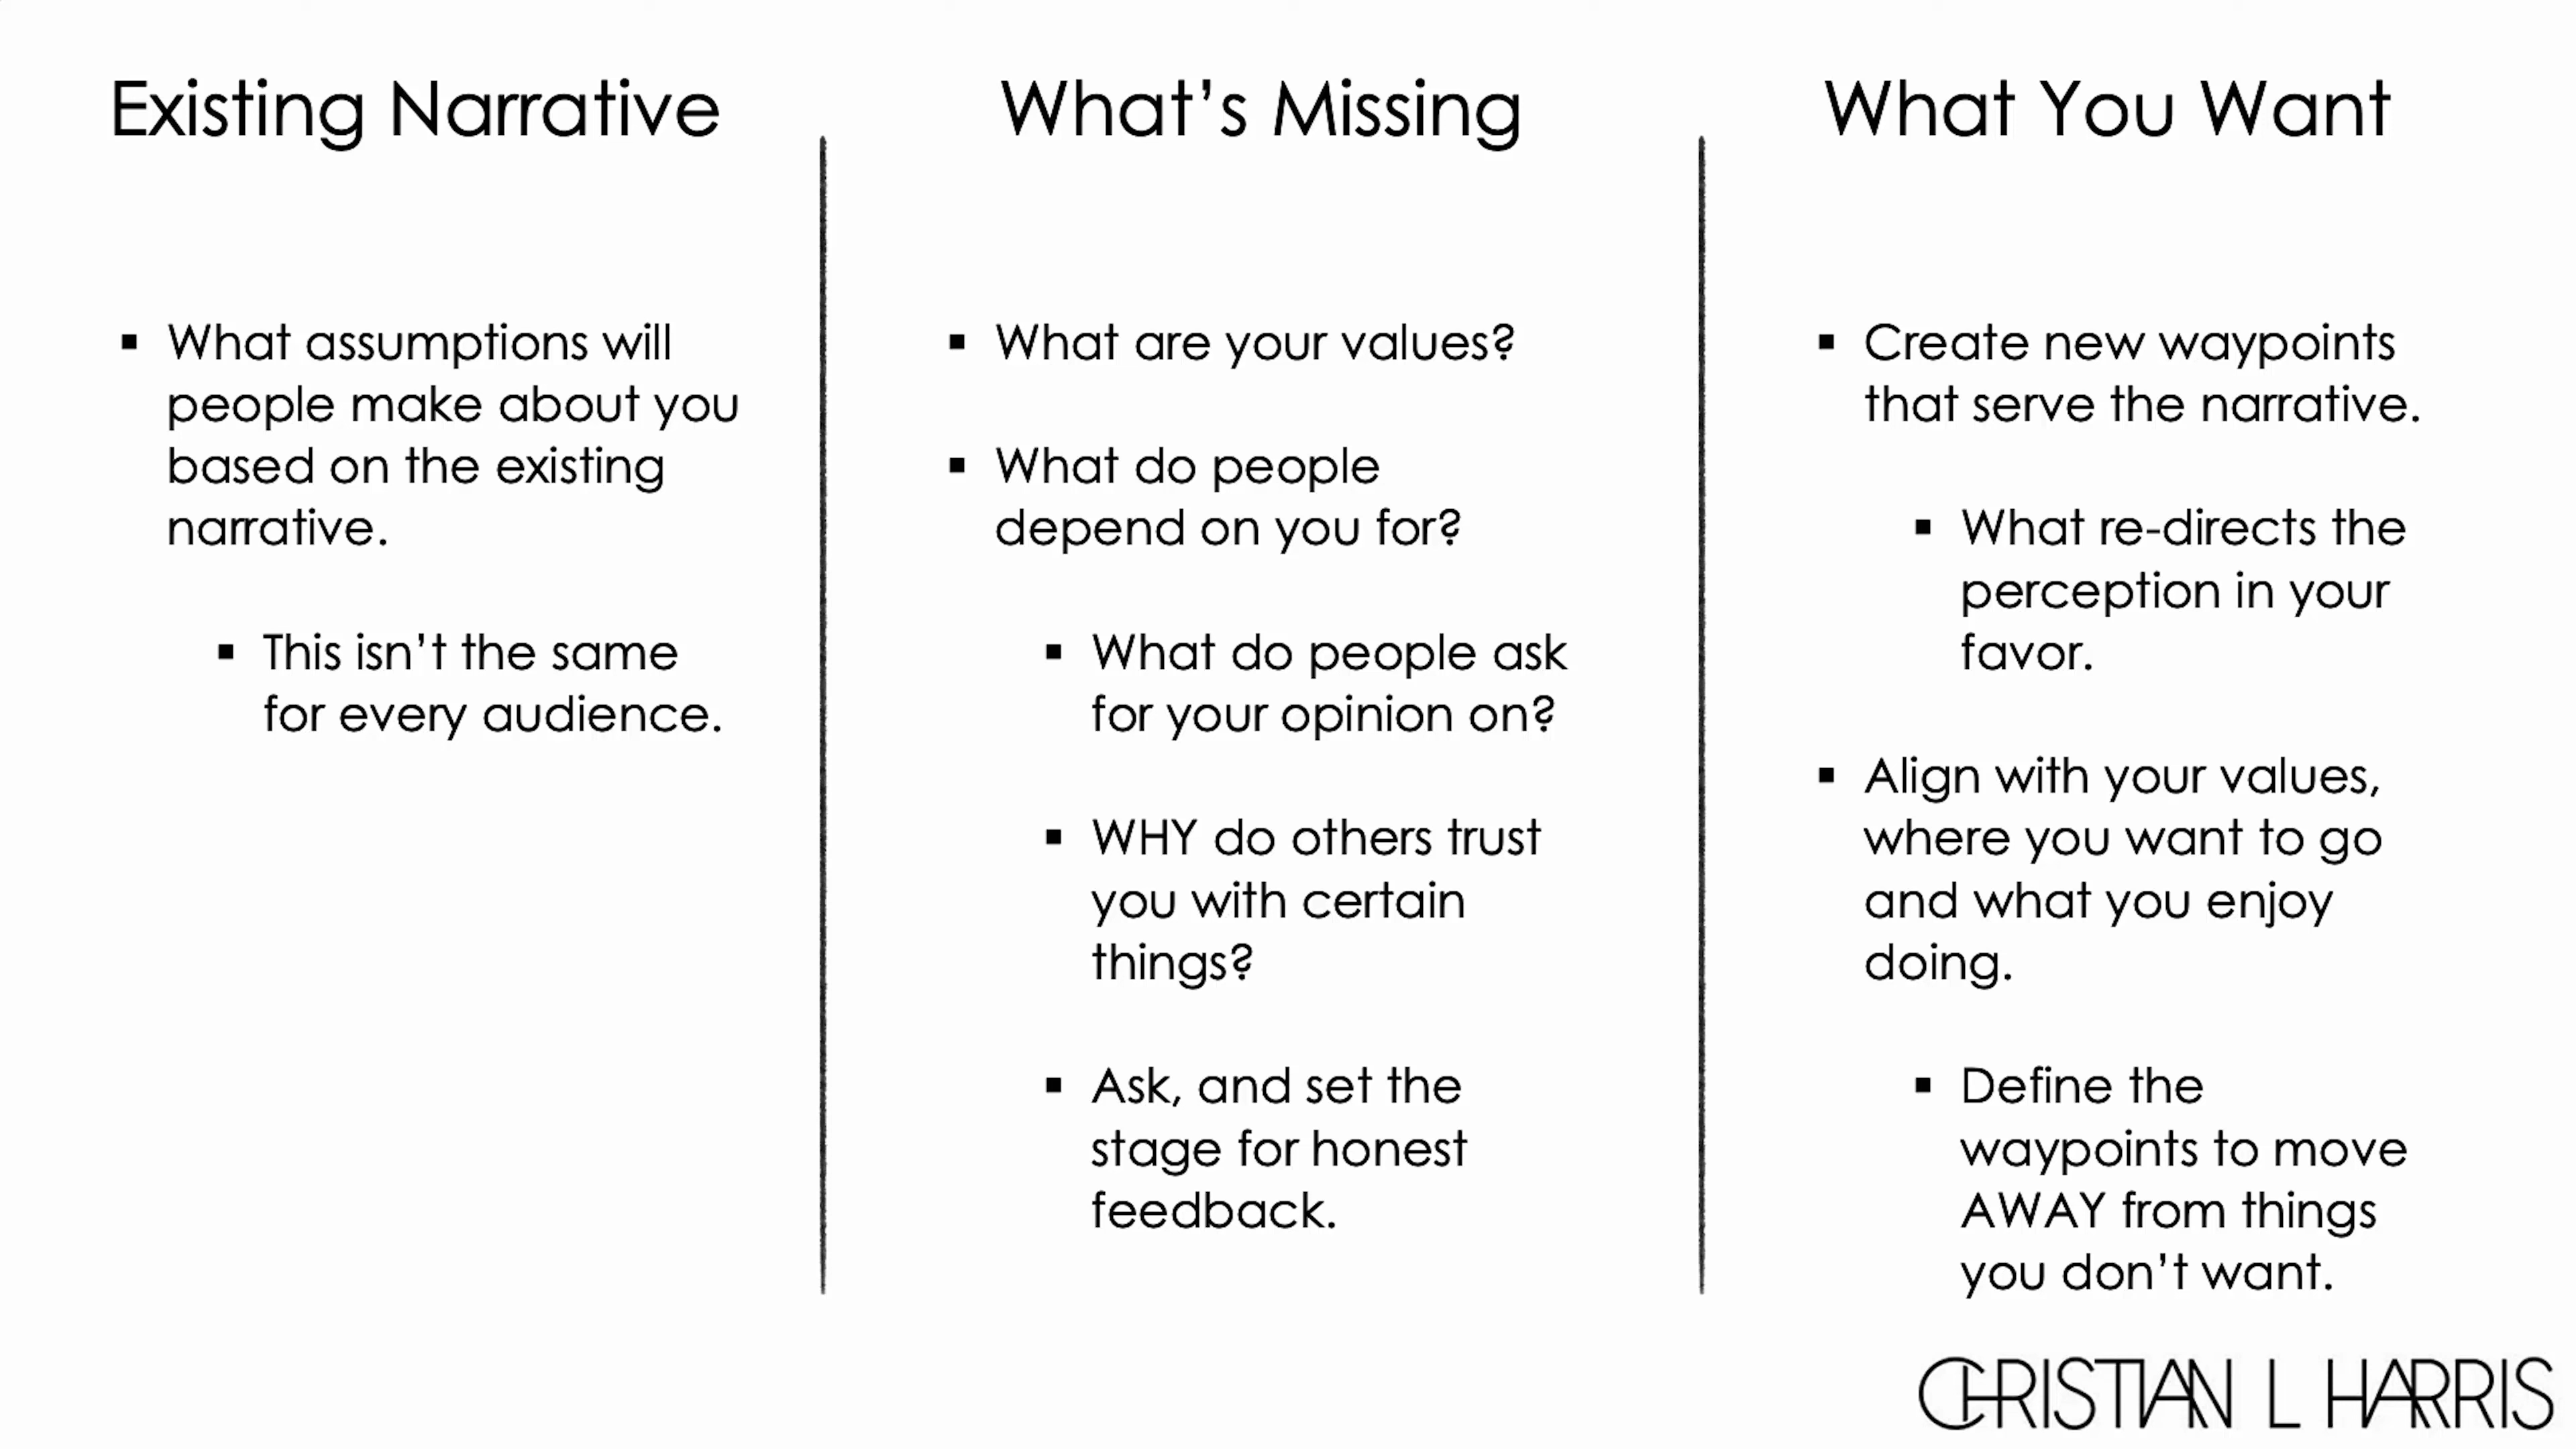 Existing Narrative
▪ What assumptions will
people make about you
based on the existing
narrative.
▪ This isn't the same
for every audience.
What's Missing
▪ What are your values?
▪ What do people
depend on you for?
▪ What do people ask
for your opinion on?
▪ WHY do others trust
you with certain
things?
▪ Ask, and set the
stage for honest
feedback.
What You Want
▪ Create new waypoints
that serve the narrative.
▪ What re-directs the
perception in your
favor.
▪ Align with your values,
where you want to go
and what you enjoy
doing.
▪ Define the
waypoints to move
AWAY from things
you don't want.
CHRISTIAN L HARRIS